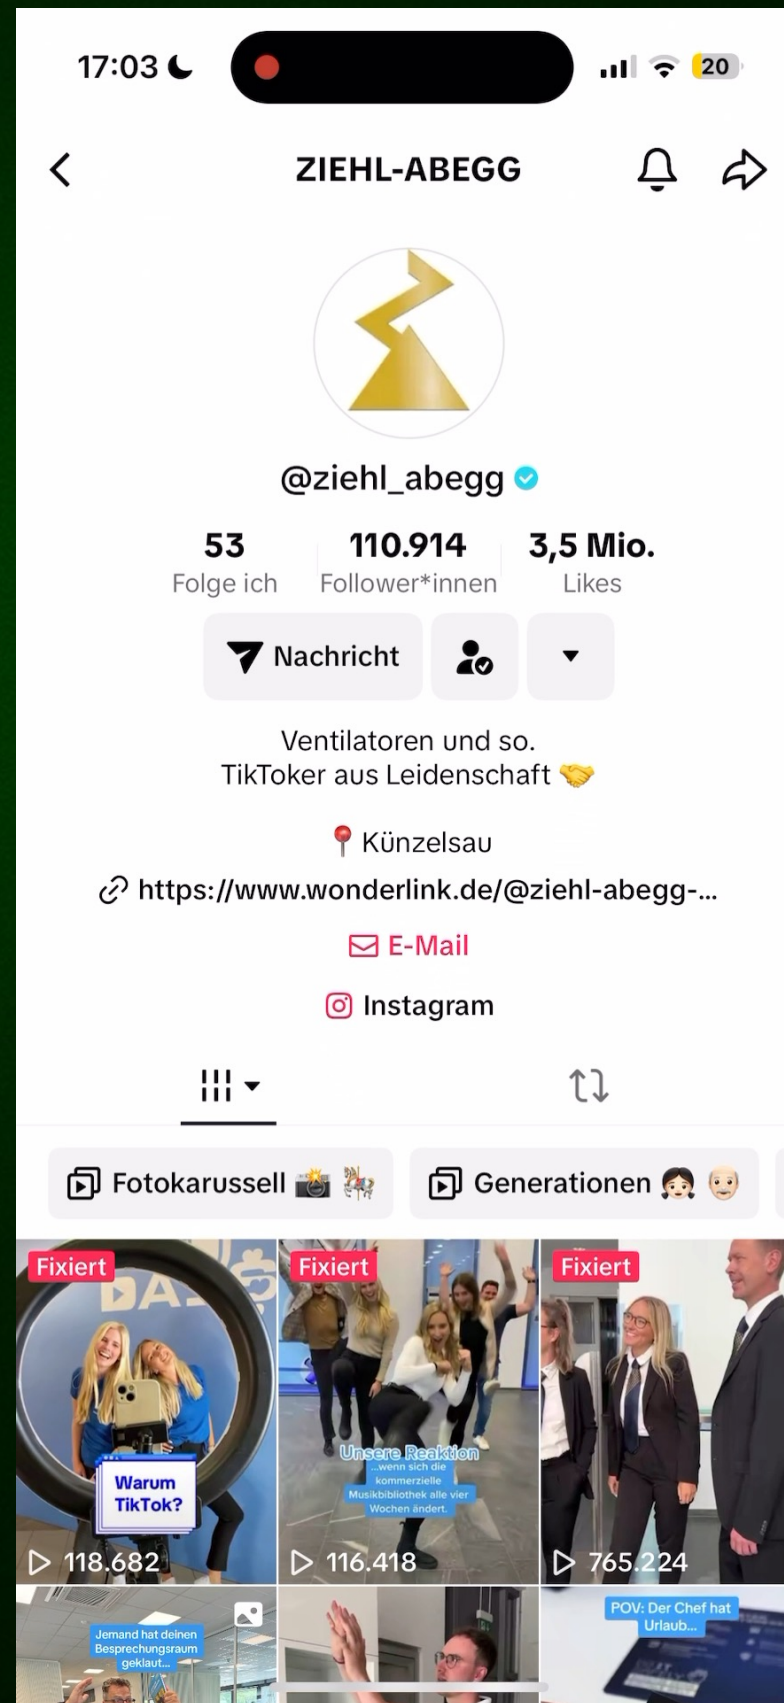 17:03
20
ZIEHL-ABEGG
@ziehl_abegg
53 110.914 3,5 Mio.
Folge ich Follower*innen Likes
Nachricht
Ventilatoren und so.
TikToker aus Leidenschaft 🤝
📍 Künzelsau
https://www.wonderlink.de/@ziehl-abegg-...
E-Mail
Instagram
Fotokarussell 📸 🎠 Generationen 👧🏻 👴🏻
Fixiert
Warum
TikTok?
118.682
Fixiert
Unsere Reaktion
...wenn sich die
kommerzielle
Musikbibliothek alle vier
Wochen ändert.
116.418
Fixiert
765.224
Jemand hat deinen
Besprechungsraum
geklaut...
POV: Der Chef hat
Urlaub...